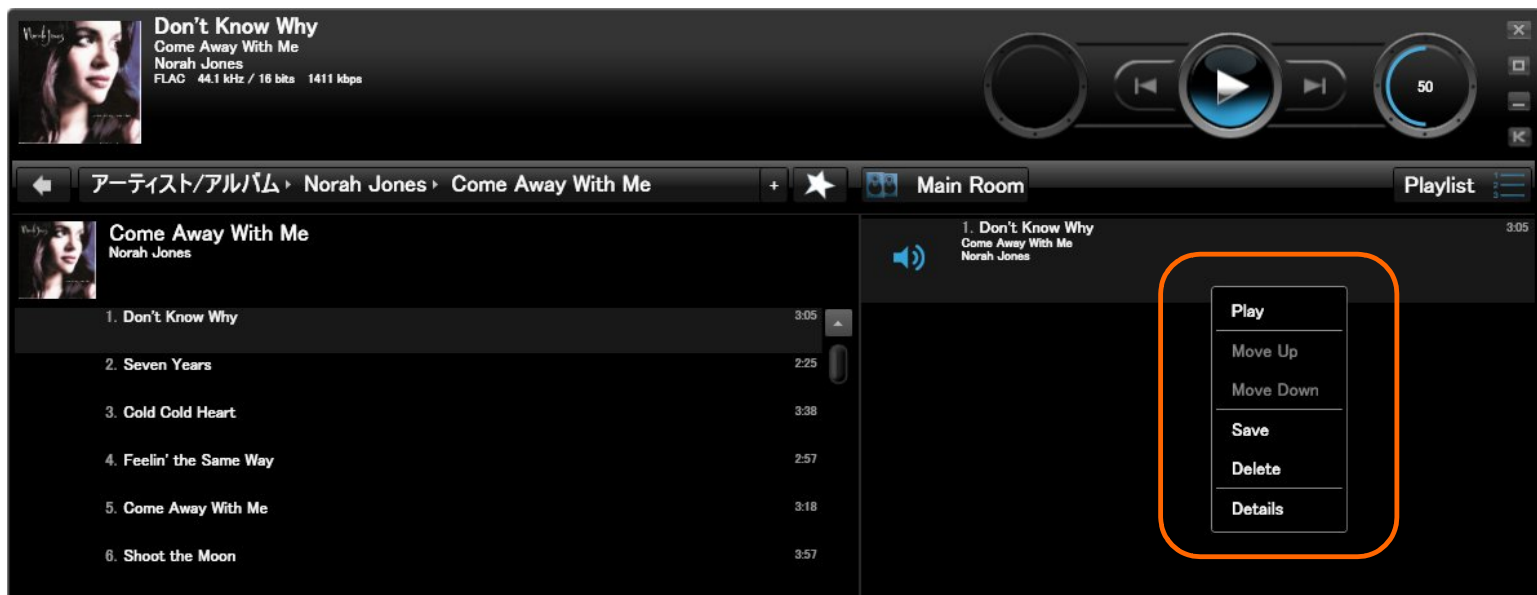 Don't Know Why
Come Away With Me
Norah Jones
FLAC 44.1 kHz / 16 bits 1411 kbps
50
アーティスト/アルバム Norah Jones Come Away With Me +
Main Room
Playlist
Come Away With Me
Norah Jones
1. Don't Know Why 3:05
2. Seven Years 2:25
3. Cold Cold Heart 3:38
4. Feelin' the Same Way 2:57
5. Come Away With Me 3:18
6. Shoot the Moon 3:57
1. Don't Know Why 3:05
Come Away With Me
Norah Jones
Play
Move Up
Move Down
Save
Delete
Details